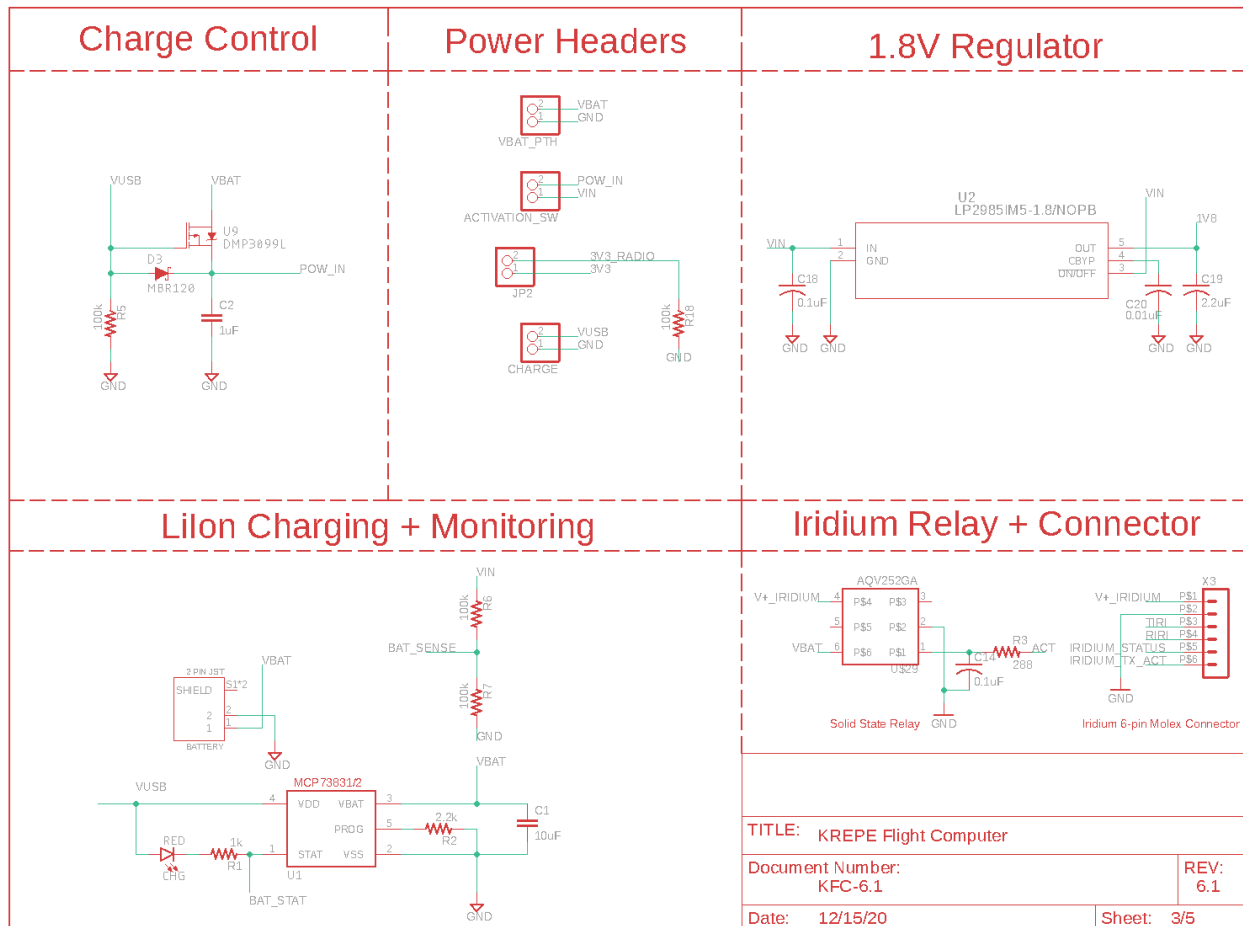 Charge Control
Power Headers
1.8V Regulator
VUSB
VBAT
U9
DMP3099L
D3
MBR120
POW_IN
100k
R5
C2
1uF
GND
GND
2
VBAT
1
GND
VBAT_PTH
2
POW_IN
1
VIN
ACTIVATION_SW
2
3V3_RADIO
1
3V3
JP2
100k
R18
GND
2
VUSB
1
GND
CHARGE
U2
LP2985IM5-1.8/NOPB
VIN
1V8
VIN
1
IN
OUT
5
2
GND
CBYP
4
ON/OFF
3
C18
0.1uF
C20
0.01uF
C19
2.2uF
GND
GND
GND
GND
LiIon Charging + Monitoring
Iridium Relay + Connector
VIN
100k
R6
BAT_SENSE
100k
R7
GND
2 PIN JST
VBAT
SHIELD
S1*2
2
2
1
1
BATTERY
GND
VUSB
MCP73831/2
VBAT
4
VDD
VBAT
3
PROG
5
2.2k
R2
C1
10uF
RED
CHG
1k
R1
1
STAT
VSS
2
U1
BAT_STAT
GND
AQV252GA
V+_IRIDIUM
4
P$4
P$3
3
5
P$5
P$2
2
VBAT
6
P$6
P$1
1
U$29
C14
0.1uF
R3
288
ACT
GND
Solid State Relay
X3
V+_IRIDIUM
P$1
P$2
TIRI
P$3
RIRI
P$4
IRIDIUM_STATUS
P$5
IRIDIUM_TX_ACT
P$6
GND
Iridium 6-pin Molex Connector
TITLE: KREPE Flight Computer
Document Number:
KFC-6.1
REV:
6.1
Date: 12/15/20
Sheet: 3/5